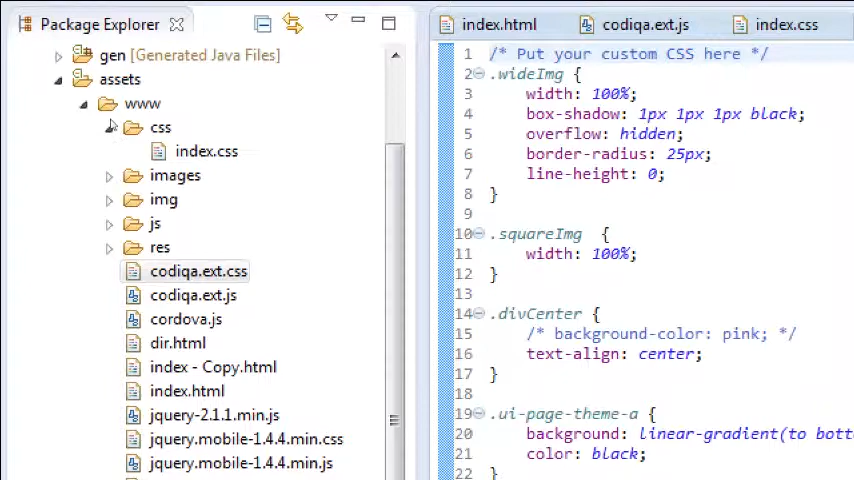 Package Explorer
gen [Generated Java Files]
assets
www
css
index.css
images
img
js
res
codiqa.ext.css
codiqa.ext.js
cordova.js
dir.html
index - Copy.html
index.html
jquery-2.1.1.min.js
jquery.mobile-1.4.4.min.css
jquery.mobile-1.4.4.min.js
index.html codiqa.ext.js index.css
1 /* Put your custom CSS here */
2 .wideImg {
3 width: 100%;
4 box-shadow: 1px 1px 1px black;
5 overflow: hidden;
6 border-radius: 25px;
7 line-height: 0;
8 }
9
10 .squareImg {
11 width: 100%;
12 }
13
14 .divCenter {
15 /* background-color: pink; */
16 text-align: center;
17 }
18
19 .ui-page-theme-a {
20 background: linear-gradient(to botto
21 color: black;
22 }